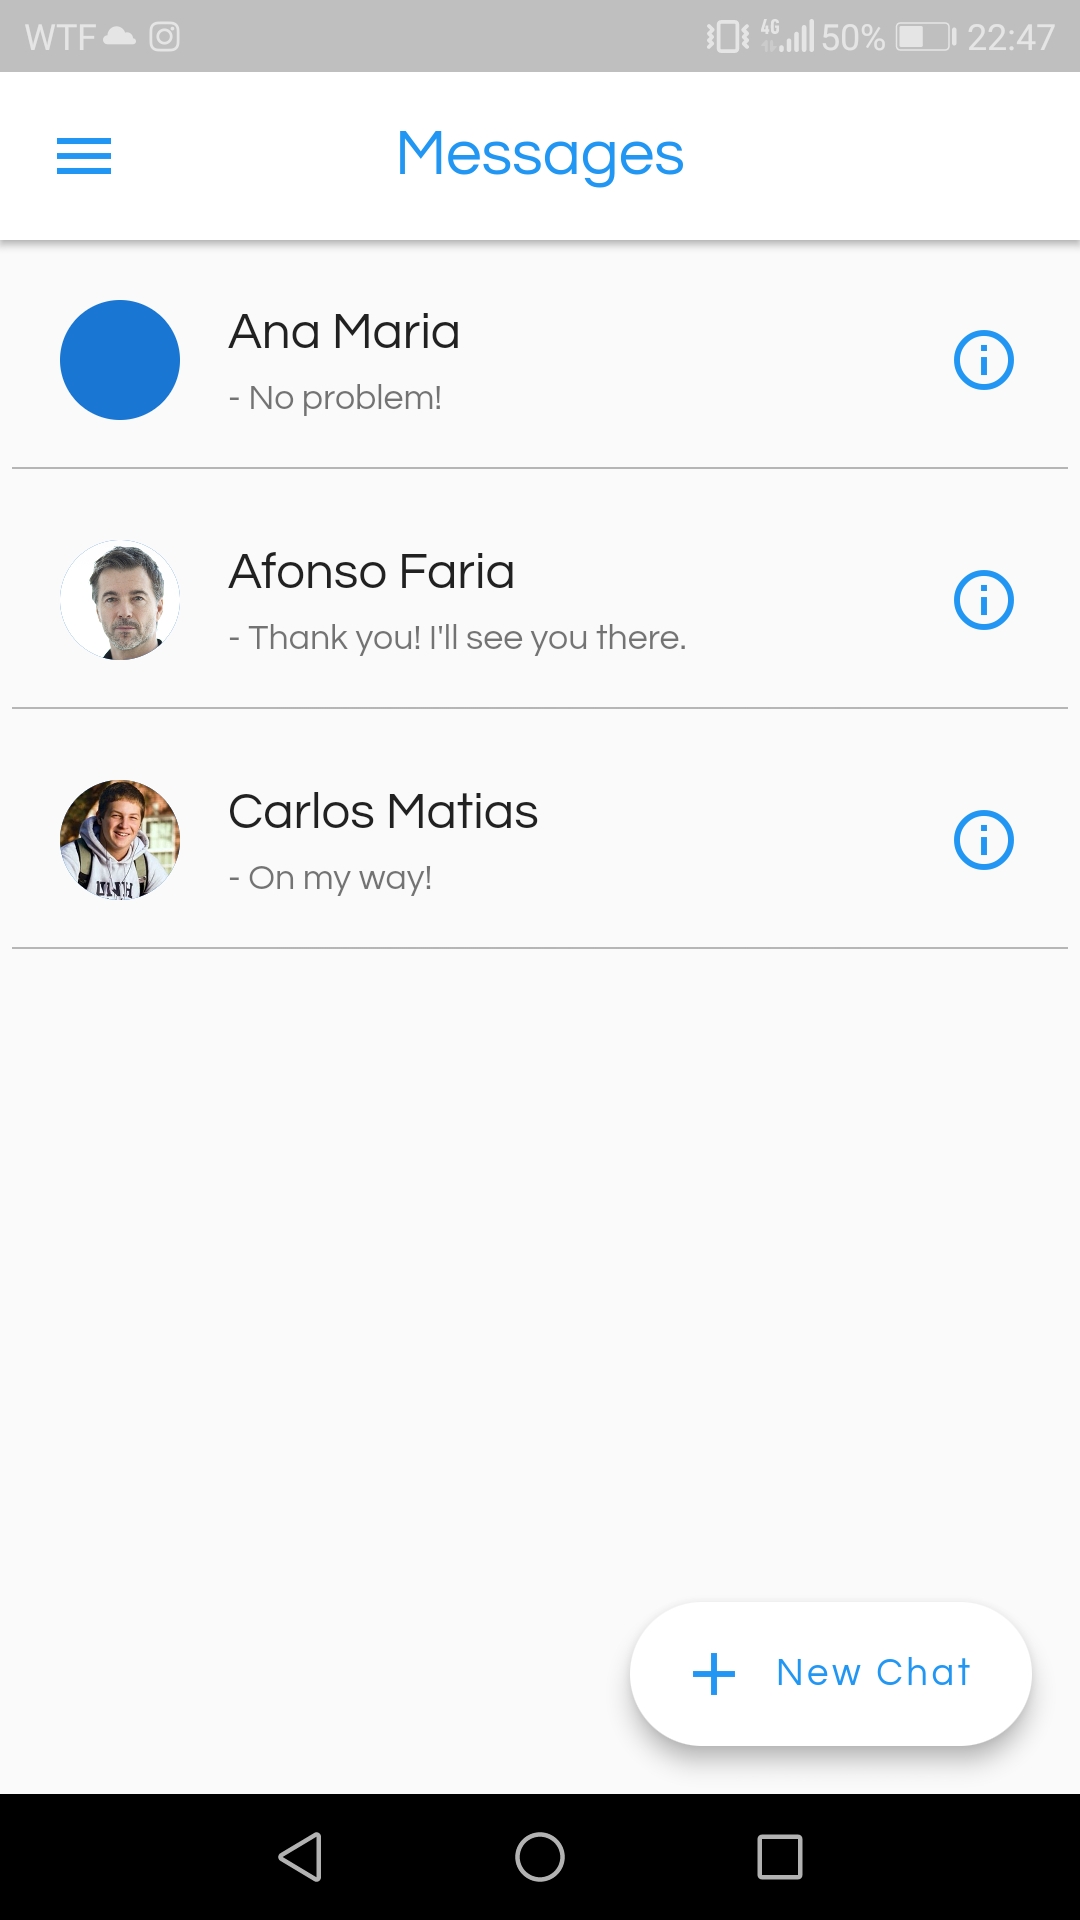 WTF 4G 50% 22:47
Messages
Ana Maria
- No problem!
Afonso Faria
- Thank you! I'll see you there.
Carlos Matias
- On my way!
New Chat